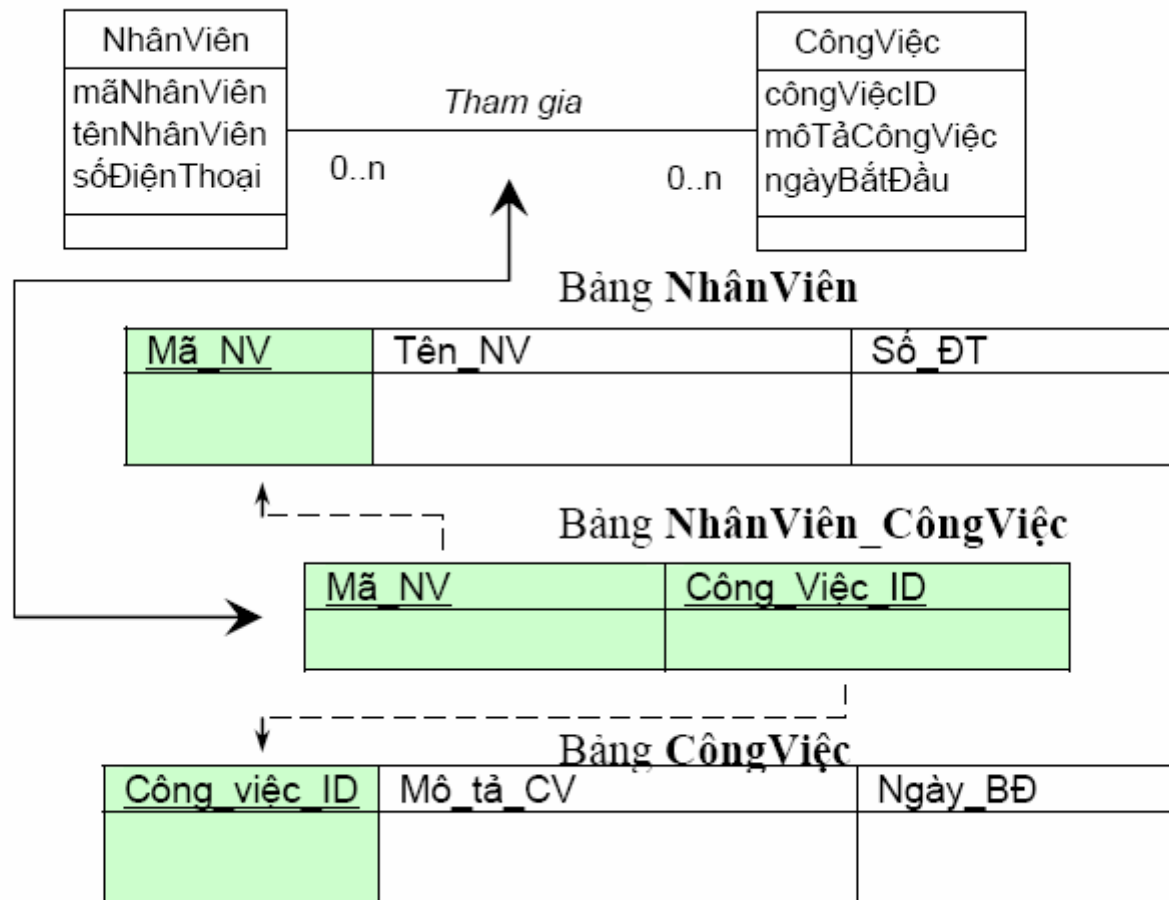 NhânViên
mãNhânViên
tênNhânViên
sốĐiệnThoại
Tham gia
0..n
0..n
CôngViệc
côngViệcID
môTảCôngViệc
ngàyBắtĐầu
Bảng NhânViên
Mã_NV Tên_NV Số_ĐT
Bảng NhânViên_CôngViệc
Mã_NV Công_Việc_ID
Bảng CôngViệc
Công_việc_ID Mô_tả_CV Ngày_BĐ